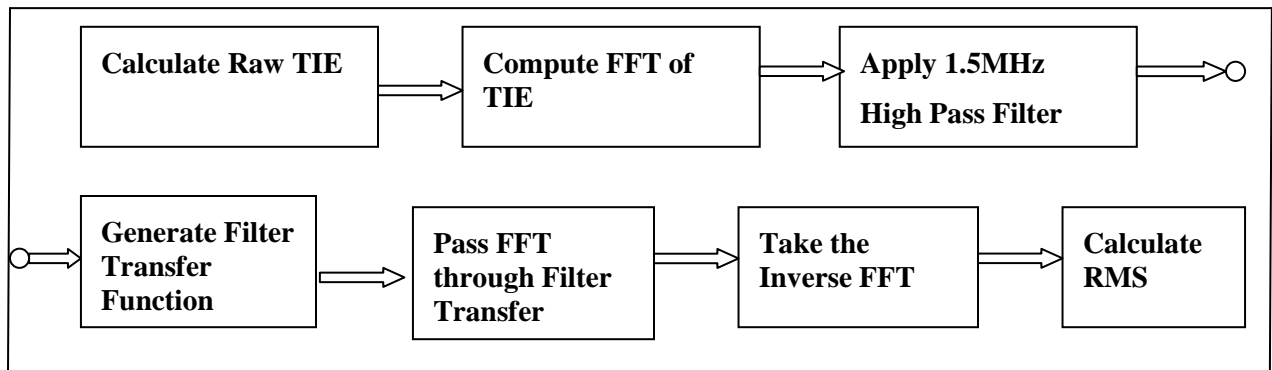 Calculate Raw TIE
Compute FFT of
TIE
Apply 1.5MHz
High Pass Filter
Generate Filter
Transfer
Function
Pass FFT
through Filter
Transfer
Take the
Inverse FFT
Calculate
RMS